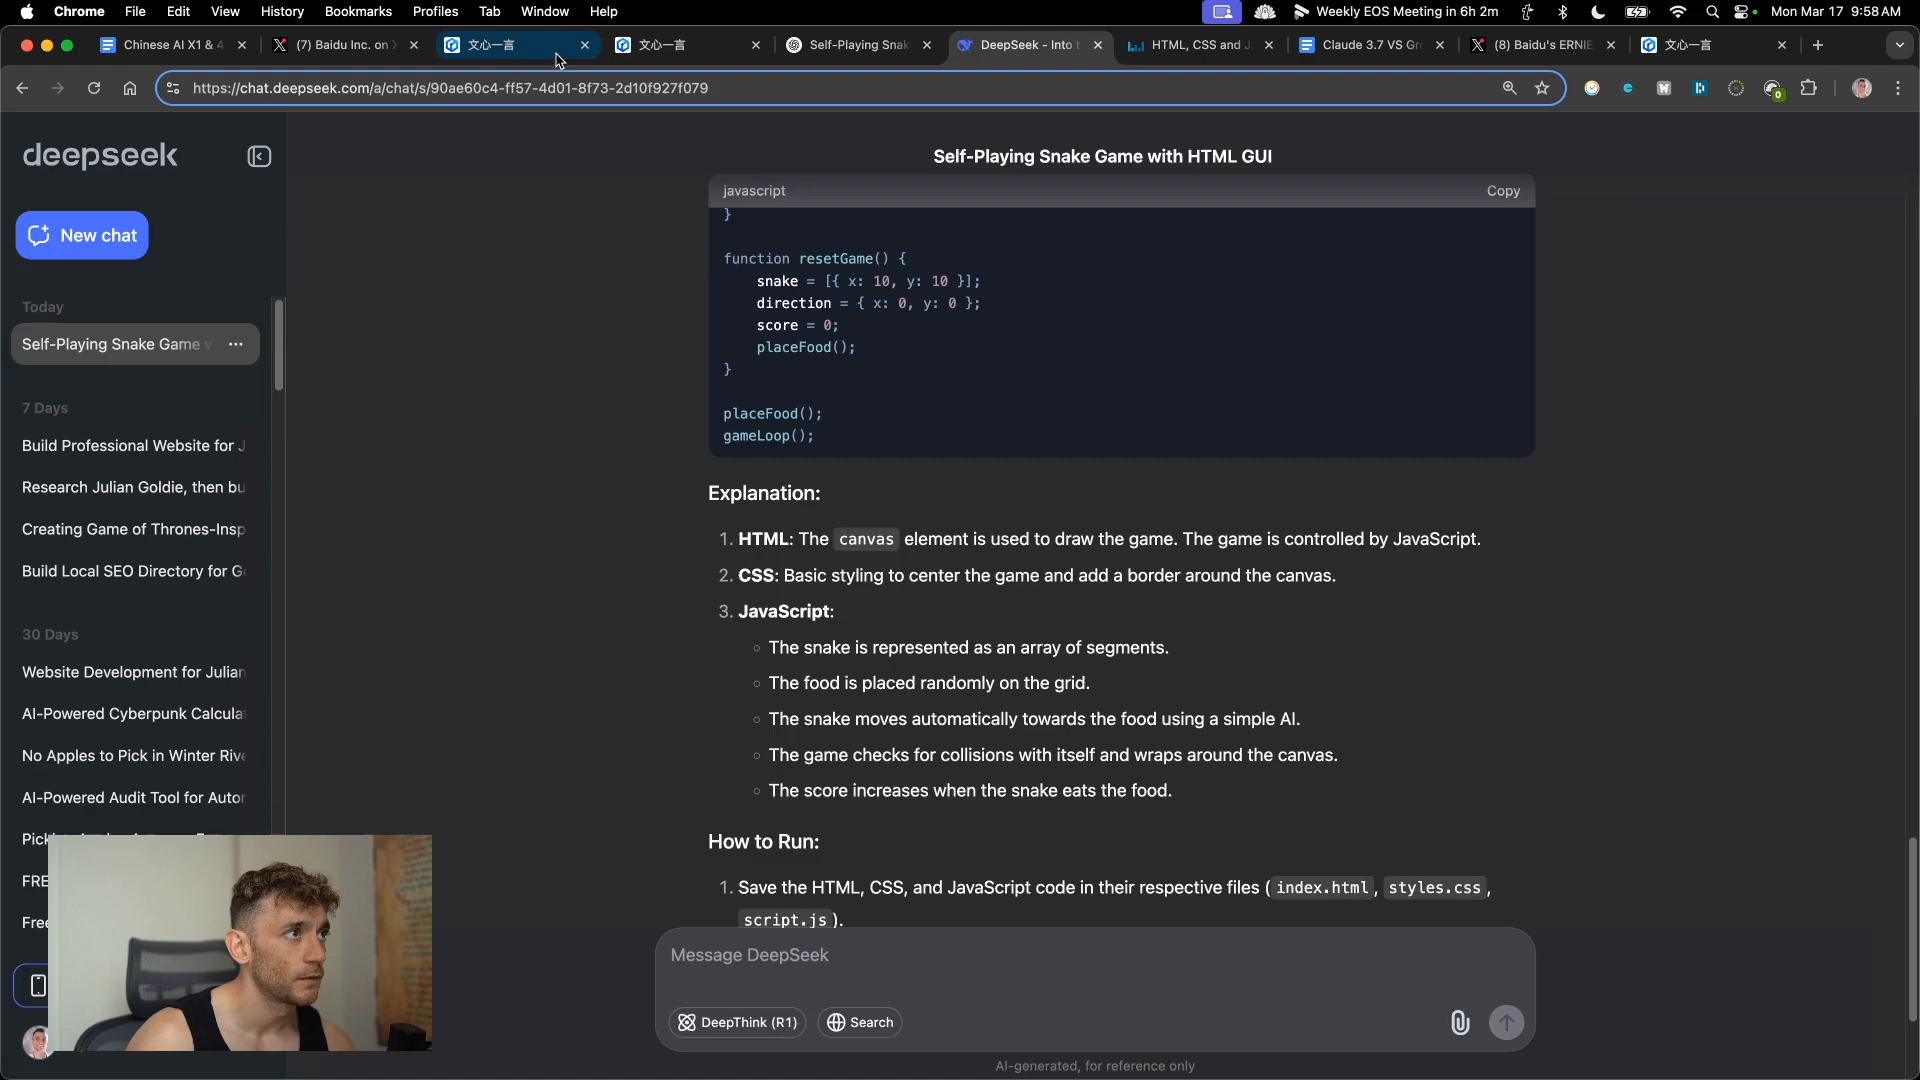 Chrome File Edit View History Bookmarks Profiles Tab Window Help
Weekly EOS Meeting in 6h 2m Mon Mar 17 9:58 AM
Chinese AI X1 & 4
(7) Baidu Inc. on
文心一言
文心一言
Self-Playing Snak
DeepSeek - Into t
HTML, CSS and J
Claude 3.7 VS Gr
(8) Baidu's ERNIE
文心一言
https://chat.deepseek.com/a/chat/s/90ae60c4-ff57-4d01-8f73-2d10f927f079
0
deepseek
New chat
Today
Self-Playing Snake Game
7 Days
Build Professional Website for J
Research Julian Goldie, then bu
Creating Game of Thrones-Insp
Build Local SEO Directory for G
30 Days
Website Development for Julian
AI-Powered Cyberpunk Calcula
No Apples to Pick in Winter Rive
AI-Powered Audit Tool for Autor
FRE
Free
Self-Playing Snake Game with HTML GUI
javascript
Copy
}
function resetGame() {
snake = [{ x: 10, y: 10 }];
direction = { x: 0, y: 0 };
score = 0;
placeFood();
}
placeFood();
gameLoop();
Explanation:
1. HTML: The canvas element is used to draw the game. The game is controlled by JavaScript.
2. CSS: Basic styling to center the game and add a border around the canvas.
3. JavaScript:
The snake is represented as an array of segments.
The food is placed randomly on the grid.
The snake moves automatically towards the food using a simple AI.
The game checks for collisions with itself and wraps around the canvas.
The score increases when the snake eats the food.
How to Run:
1. Save the HTML, CSS, and JavaScript code in their respective files ( index.html , styles.css ,
script.js ).
Message DeepSeek
DeepThink (R1)
Search
AI-generated, for reference only